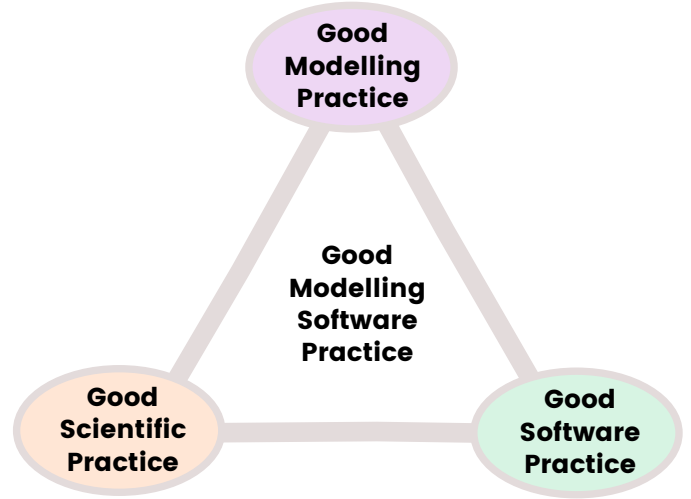 Good
Modelling
Practice
Good
Modelling
Software
Practice
Good
Scientific
Practice
Good
Software
Practice